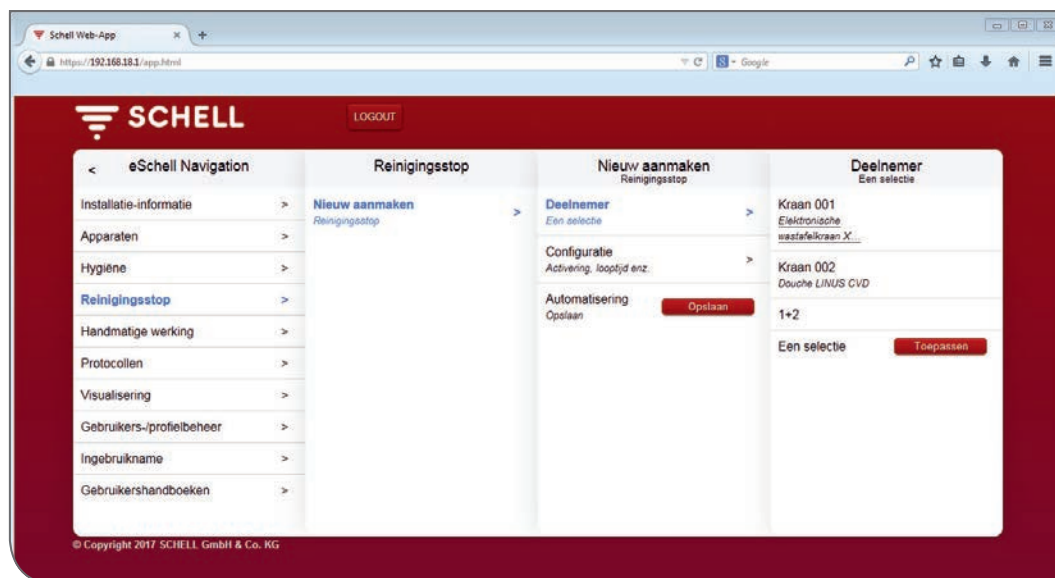 Schell Web-App
https://192.168.18.1/app.html
Google
SCHELL
LOGOUT
< eSchell Navigation
Installatie-informatie >
Apparaten >
Hygiëne >
Reinigingsstop >
Handmatige werking >
Protocollen >
Visualisering >
Gebruikers-/profielbeheer >
Ingebruikname >
Gebruikershandboeken >
Reinigingsstop
Nieuw aanmaken >
Reinigingsstop
Nieuw aanmaken
Reinigingsstop
Deelnemer >
Een selectie
Configuratie >
Activering, looptijd enz.
Automatisering
Opslaan
Opslaan
Deelnemer
Een selectie
Kraan 001
Elektronische
wastafelkraan X...
Kraan 002
Douche LINUS CVD
1+2
Een selectie
Toepassen
© Copyright 2017 SCHELL GmbH & Co. KG